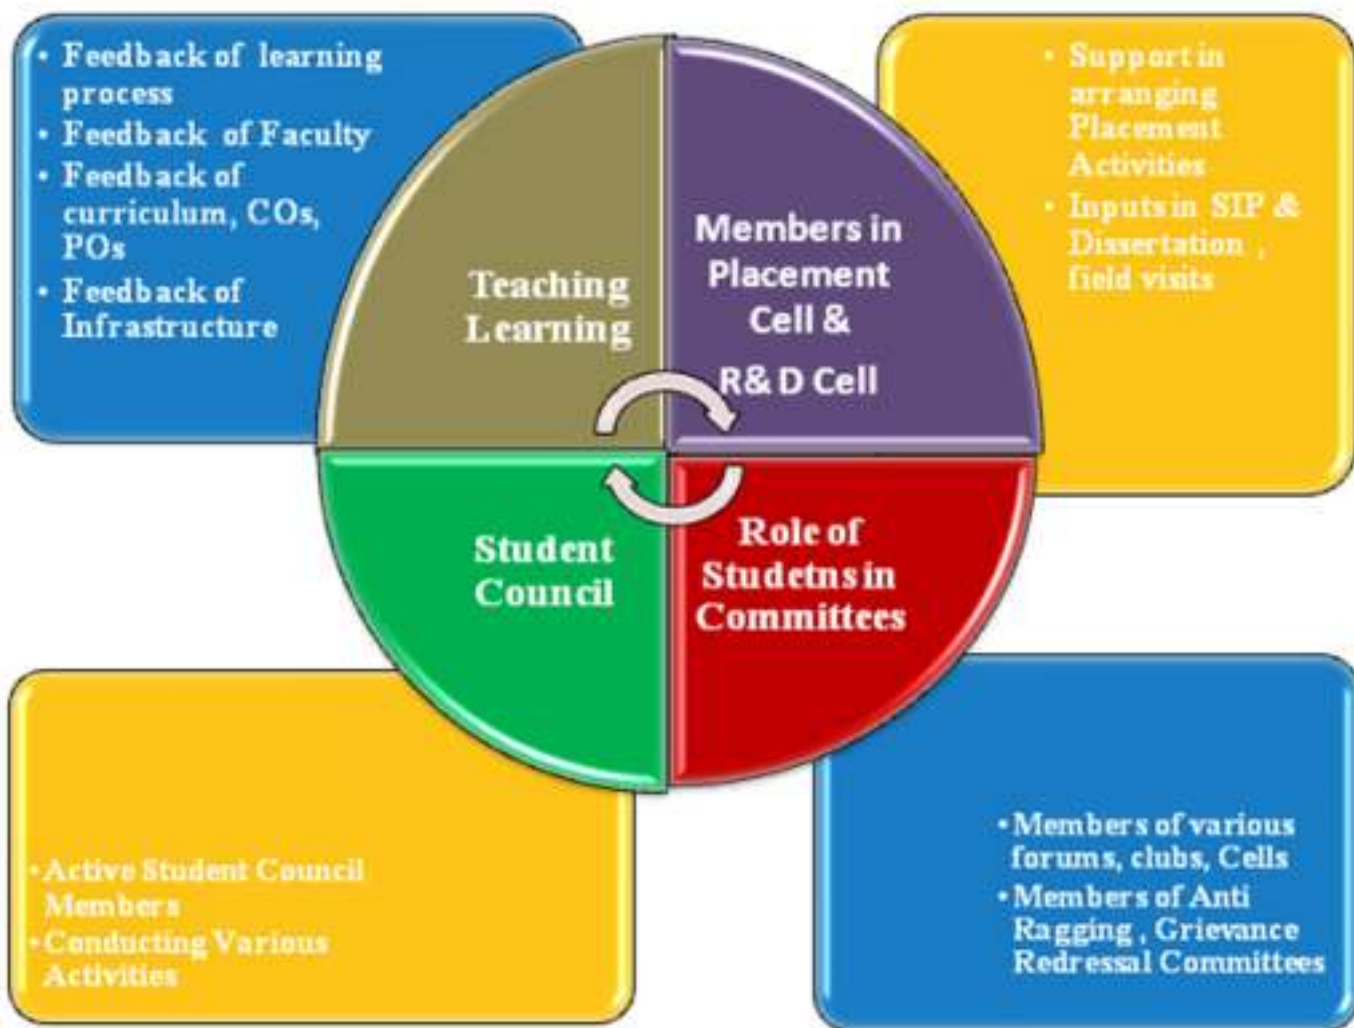 • Feedback of learning
process
• Feedback of Faculty
• Feedback of
curriculum, COs,
POs
• Feedback of
Infrastructure
Teaching
Learning
Members in
Placement
Cell &
R& D Cell
• Support in
arranging
Placement
Activities
• Inputs in SIP &
Dissertation ,
field visits
Student
Council
Role of
Studetns in
Committees
• Active Student Council
Members
• Conducting Various
Activities
• Members of various
forums, clubs, Cells
• Members of Anti
Ragging , Grievance
Redressal Committees